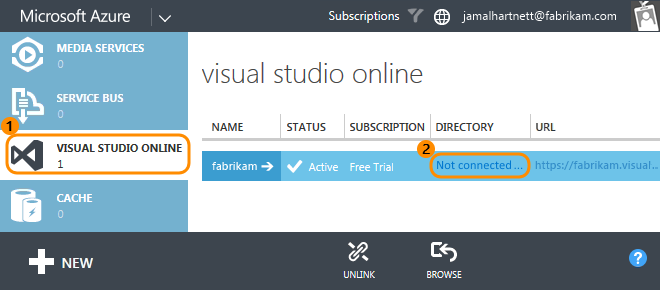 Microsoft Azure
Subscriptions
jamalhartnett@fabrikam.com
MEDIA SERVICES
0
SERVICE BUS
0
1
VISUAL STUDIO ONLINE
1
CACHE
0
visual studio online
NAME STATUS SUBSCRIPTION DIRECTORY URL
2
fabrikam → Active Free Trial Not connected ... https://fabrikam.visual...
+ NEW
UNLINK
BROWSE
?